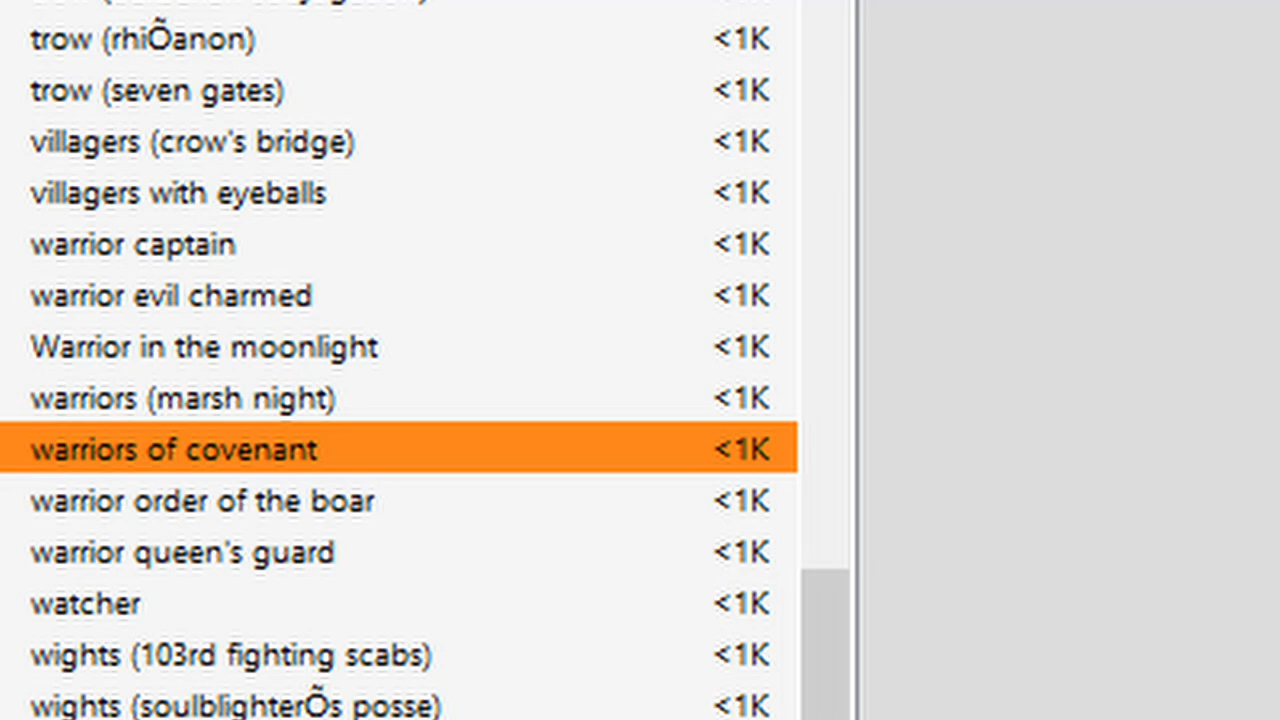 trow (rhiÕanon) <1K
trow (seven gates) <1K
villagers (crow's bridge) <1K
villagers with eyeballs <1K
warrior captain <1K
warrior evil charmed <1K
Warrior in the moonlight <1K
warriors (marsh night) <1K
warriors of covenant <1K
warrior order of the boar <1K
warrior queen's guard <1K
watcher <1K
wights (103rd fighting scabs) <1K
wights (soulblighterÕs posse) <1K